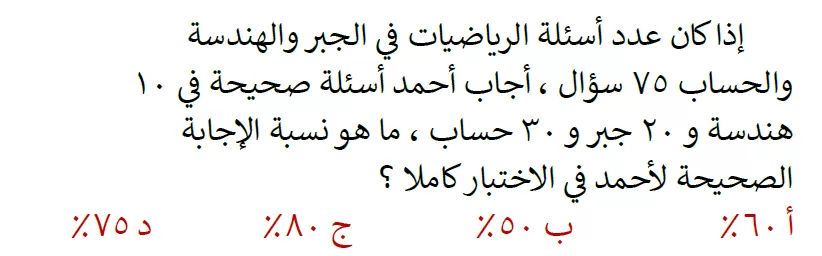 إذا كان عدد أسئلة الرياضيات في الجبر والهندسة
والحساب ٧٥ سؤال ، أجاب أحمد أسئلة صحيحة في ١٠
هندسة و ٢٠ جبر و ٣٠ حساب ، ما هو نسبة الإجابة
الصحيحة لأحمد في الاختبار كاملا ؟
أ ٦٠٪ ب ٥٠٪ ج ٨٠٪ د ٧٥٪